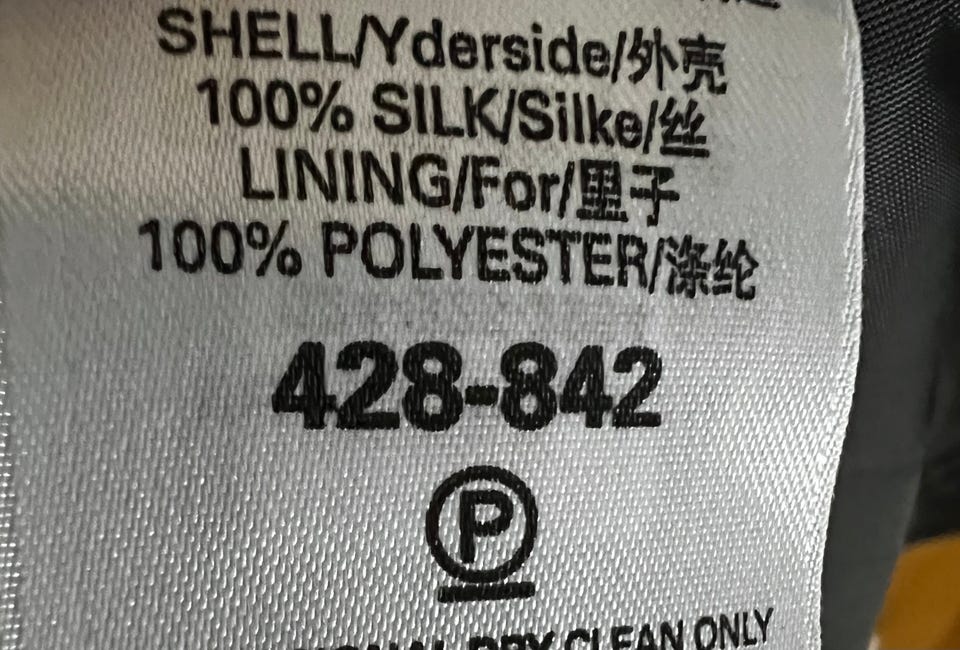 SHELL/Yderside/外壳
100% SILK/Silke/丝
LINING/For/里子
100% POLYESTER/涤纶
428-842
P
DRY CLEAN ONLY